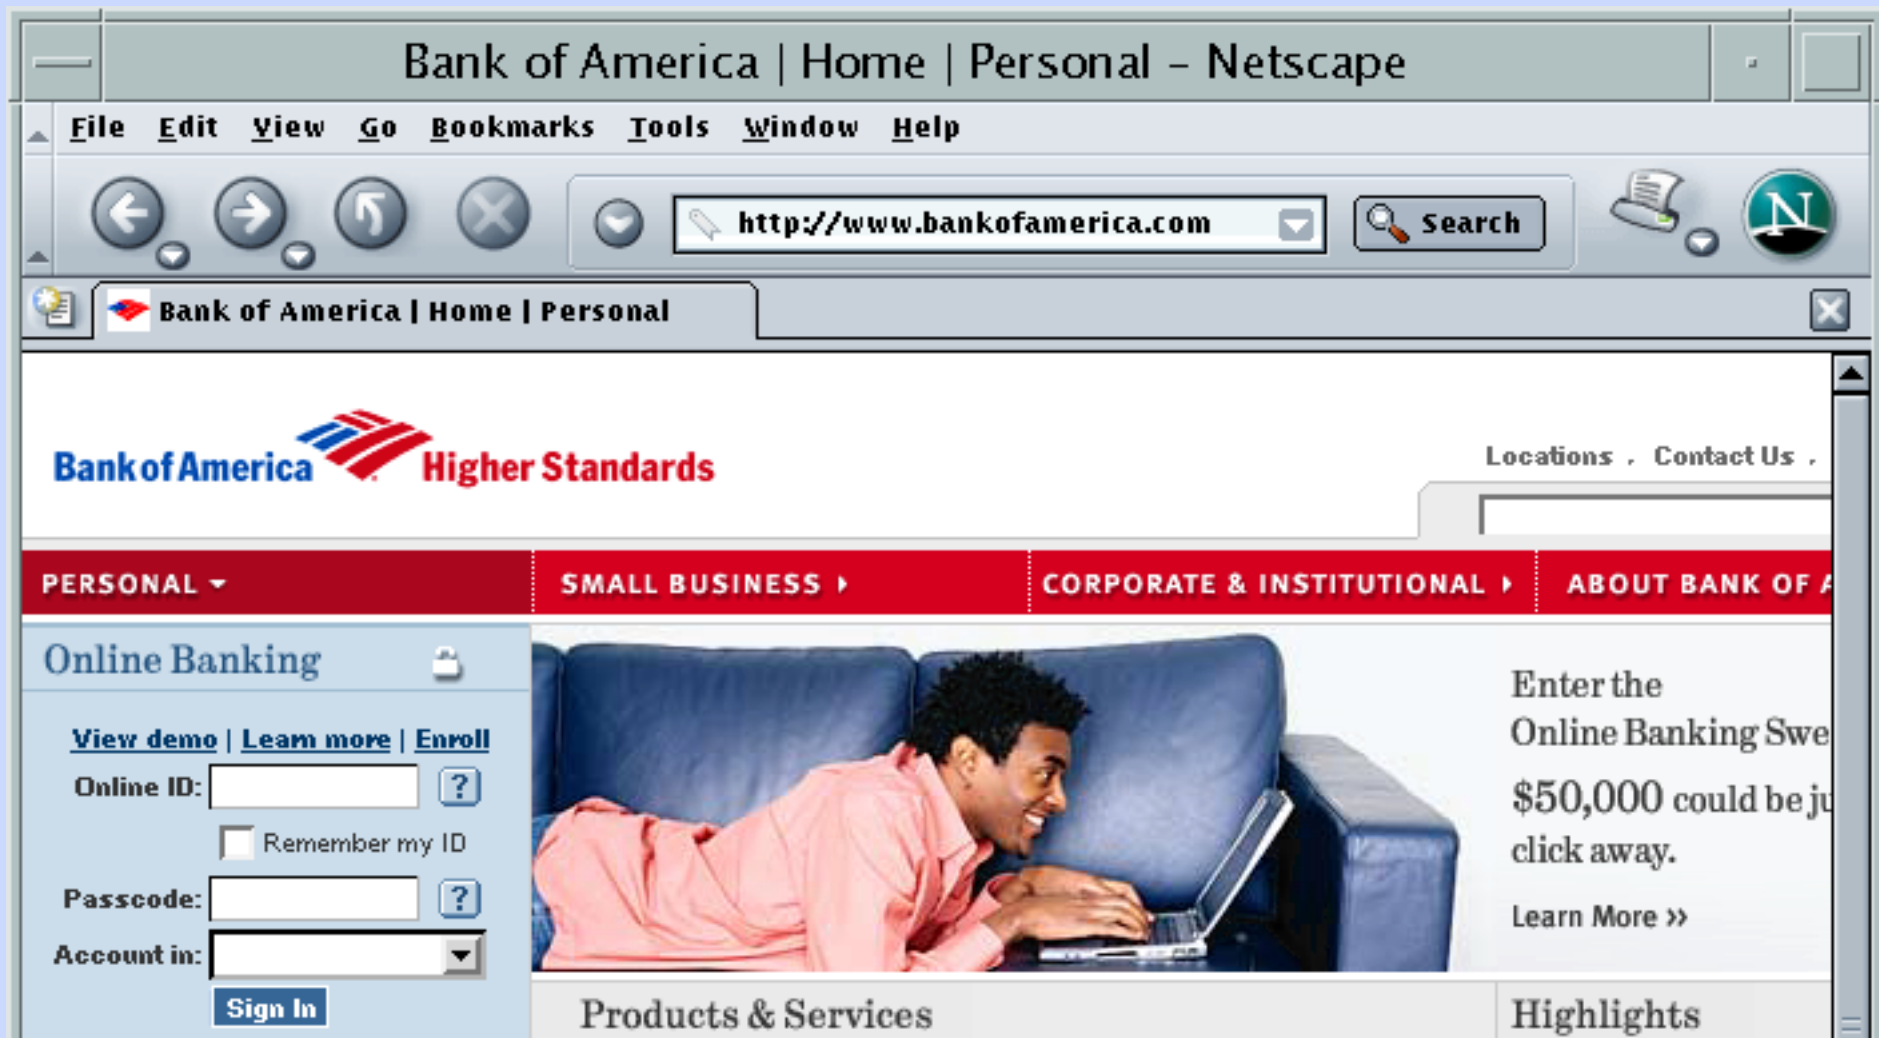 Bank of America | Home | Personal – Netscape
File Edit View Go Bookmarks Tools Window Help
http://www.bankofamerica.com
Search
N
Bank of America | Home | Personal
Bank of America Higher Standards
Locations . Contact Us .
PERSONAL SMALL BUSINESS CORPORATE & INSTITUTIONAL ABOUT BANK OF A
Online Banking
View demo | Learn more | Enroll
Online ID: ?
Remember my ID
Passcode: ?
Account in:
Sign In
Enter the
Online Banking Swe
$50,000 could be ju
click away.
Learn More »
Products & Services
Highlights